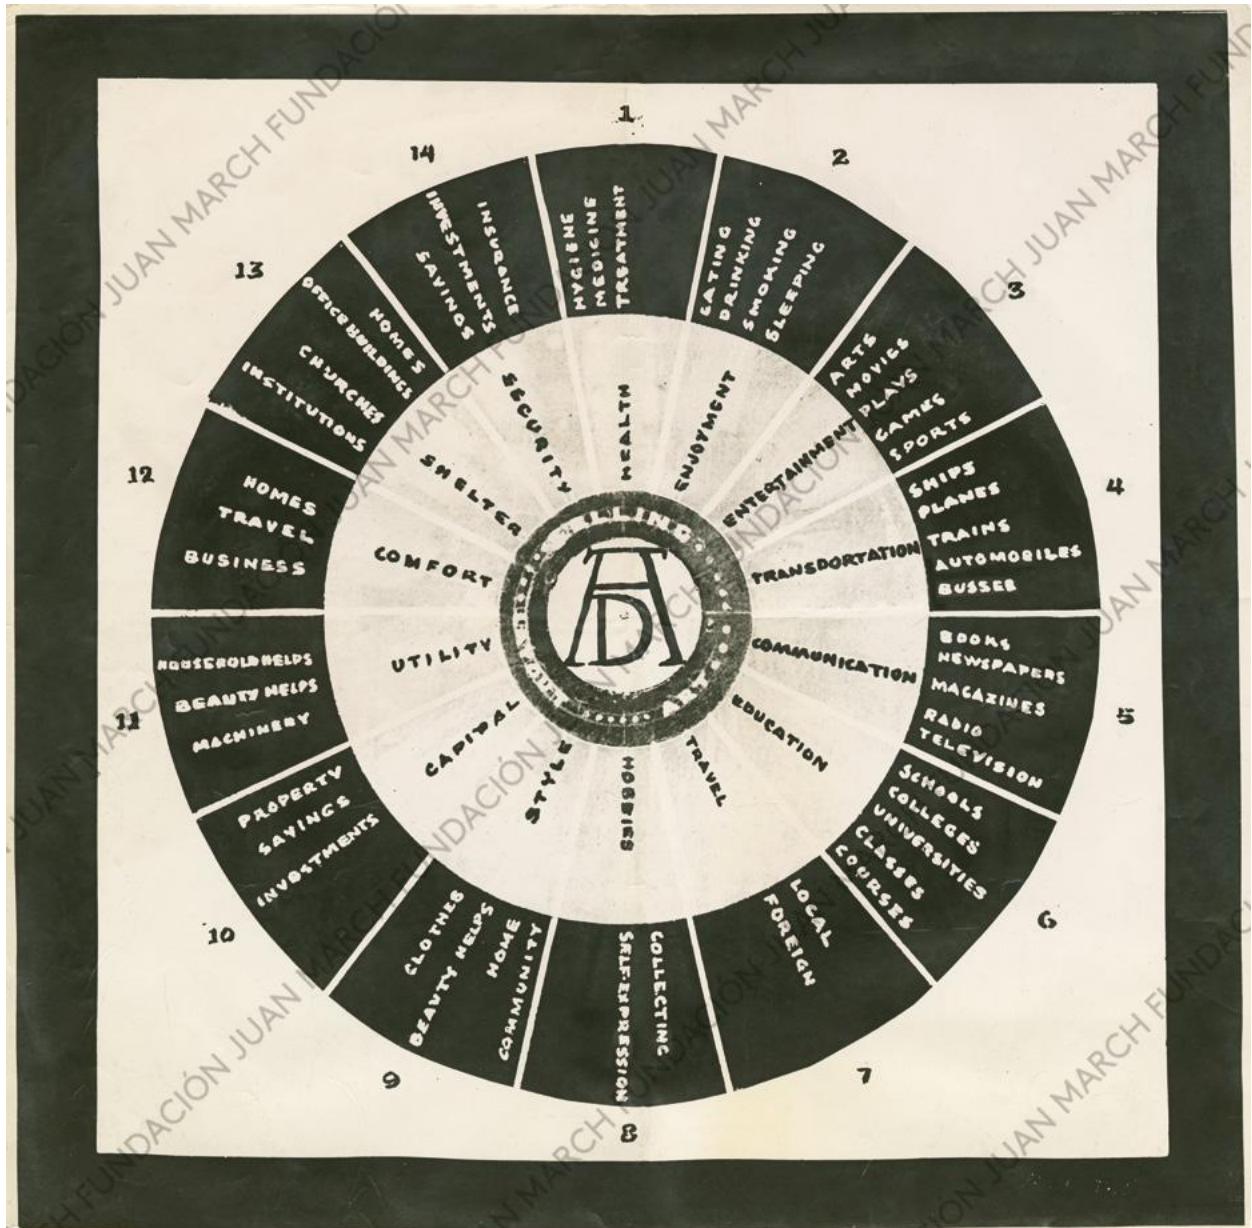 1
HEALTH
HYGIENE
MEDICINE
TREATMENT
2
ENJOYMENT
EATING
DRINKING
SMOKING
SLEEPING
3
ENTERTAINMENT
ARTS
MOVIES
PLAYS
GAMES
SPORTS
4
TRANSPORTATION
SHIPS
PLANES
TRAINS
AUTOMOBILES
BUSSES
5
COMMUNICATION
BOOKS
NEWSPAPERS
MAGAZINES
RADIO
TELEVISION
6
EDUCATION
SCHOOLS
COLLEGES
UNIVERSITIES
CLASSES
COURSES
7
TRAVEL
LOCAL
FOREIGN
8
HOBBIES
COLLECTING
SELF-EXPRESSION
9
STYLE
CLOTHES
BEAUTY HELPS
HOME
COMMUNITY
10
CAPITAL
PROPERTY
SAVINGS
INVESTMENTS
11
UTILITY
HOUSEHOLD HELPS
BEAUTY HELPS
MACHINERY
12
COMFORT
HOMES
TRAVEL
BUSINESS
13
SHELTER
HOMES
OFFICE BUILDINGS
CHURCHES
INSTITUTIONS
14
SECURITY
INSURANCE
INVESTMENTS
SAVINGS
ART
AD
FUNDACIÓN JUAN MARCH